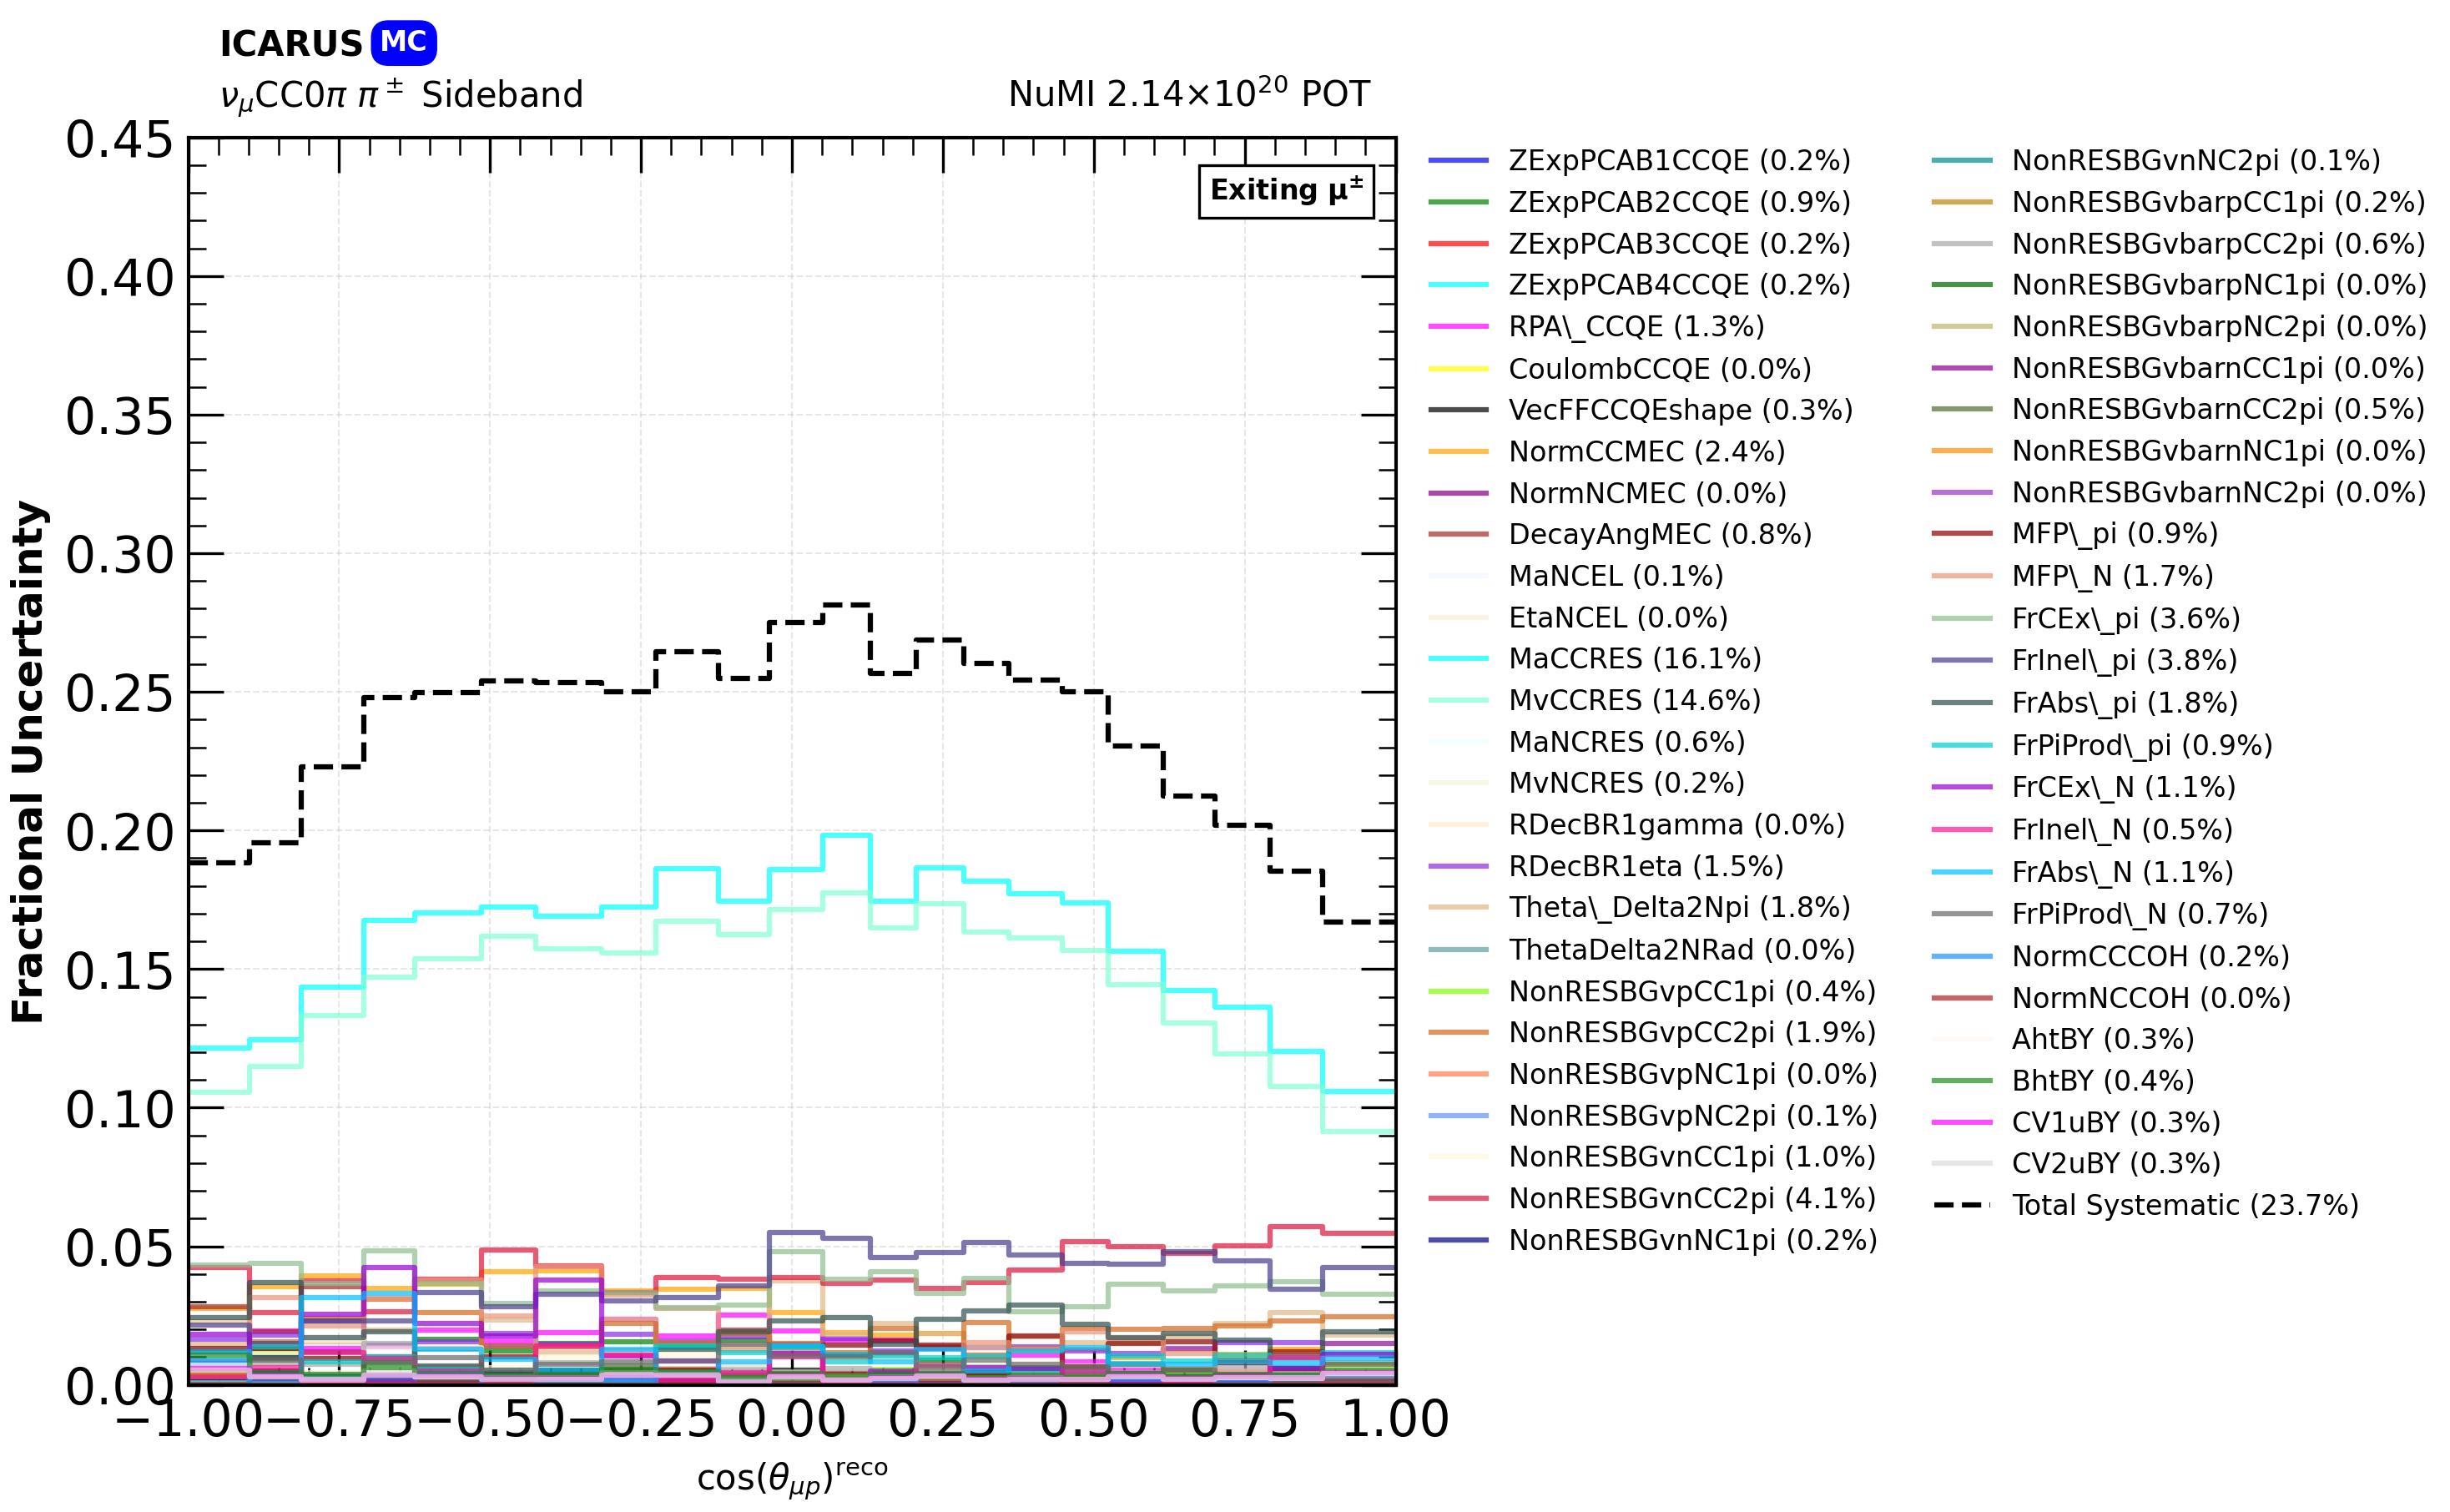 ICARUS MC
νμCC0π π± Sideband
NuMI 2.14×10²⁰ POT
Exiting μ±
Fractional Uncertainty
0.45
0.40
0.35
0.30
0.25
0.20
0.15
0.10
0.05
0.00
−1.00 −0.75 −0.50 −0.25 0.00 0.25 0.50 0.75 1.00
cos(θμp)reco
ZExpPCAB1CCQE (0.2%)
ZExpPCAB2CCQE (0.9%)
ZExpPCAB3CCQE (0.2%)
ZExpPCAB4CCQE (0.2%)
RPA\_CCQE (1.3%)
CoulombCCQE (0.0%)
VecFFCCQEshape (0.3%)
NormCCMEC (2.4%)
NormNCMEC (0.0%)
DecayAngMEC (0.8%)
MaNCEL (0.1%)
EtaNCEL (0.0%)
MaCCRES (16.1%)
MvCCRES (14.6%)
MaNCRES (0.6%)
MvNCRES (0.2%)
RDecBR1gamma (0.0%)
RDecBR1eta (1.5%)
Theta\_Delta2Npi (1.8%)
ThetaDelta2NRad (0.0%)
NonRESBGvpCC1pi (0.4%)
NonRESBGvpCC2pi (1.9%)
NonRESBGvpNC1pi (0.0%)
NonRESBGvpNC2pi (0.1%)
NonRESBGvnCC1pi (1.0%)
NonRESBGvnCC2pi (4.1%)
NonRESBGvnNC1pi (0.2%)
NonRESBGvnNC2pi (0.1%)
NonRESBGvbarpCC1pi (0.2%)
NonRESBGvbarpCC2pi (0.6%)
NonRESBGvbarpNC1pi (0.0%)
NonRESBGvbarpNC2pi (0.0%)
NonRESBGvbarnCC1pi (0.0%)
NonRESBGvbarnCC2pi (0.5%)
NonRESBGvbarnNC1pi (0.0%)
NonRESBGvbarnNC2pi (0.0%)
MFP\_pi (0.9%)
MFP\_N (1.7%)
FrCEx\_pi (3.6%)
FrInel\_pi (3.8%)
FrAbs\_pi (1.8%)
FrPiProd\_pi (0.9%)
FrCEx\_N (1.1%)
FrInel\_N (0.5%)
FrAbs\_N (1.1%)
FrPiProd\_N (0.7%)
NormCCCOH (0.2%)
NormNCCOH (0.0%)
AhtBY (0.3%)
BhtBY (0.4%)
CV1uBY (0.3%)
CV2uBY (0.3%)
Total Systematic (23.7%)